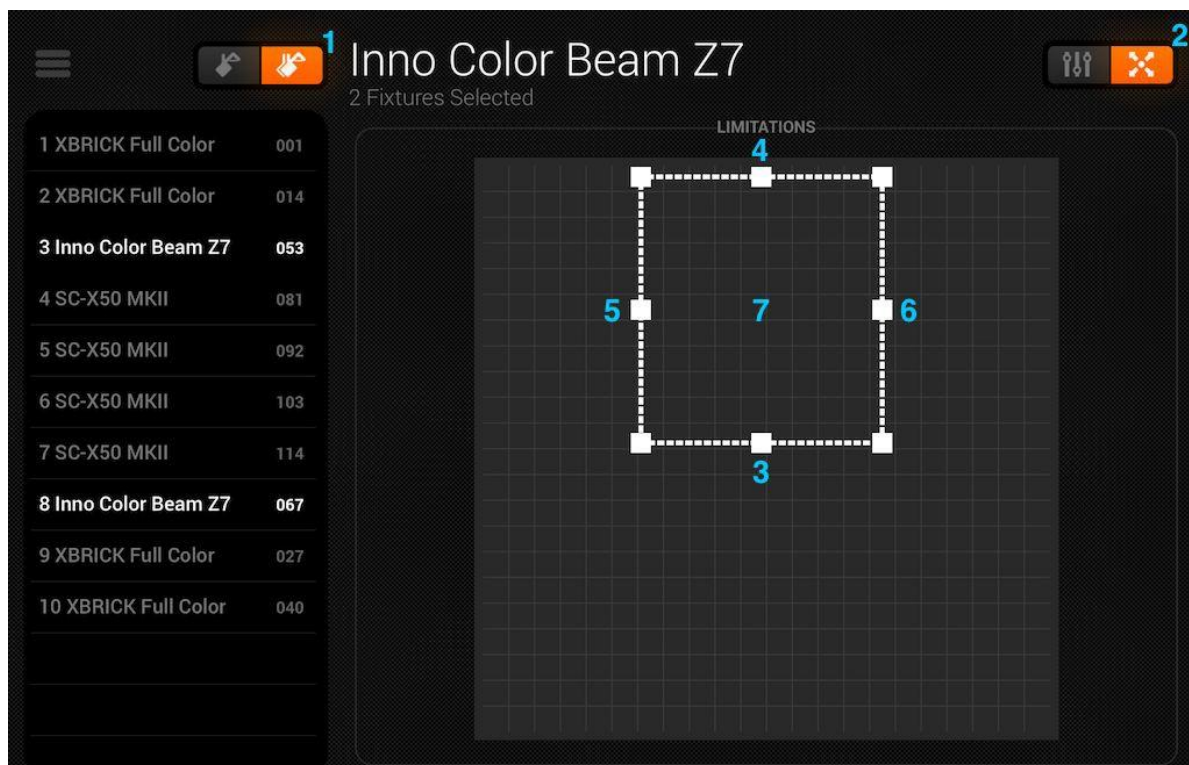 1
Inno Color Beam Z7
2
2 Fixtures Selected
1 XBRICK Full Color 001
2 XBRICK Full Color 014
3 Inno Color Beam Z7 053
4 SC-X50 MKII 081
5 SC-X50 MKII 092
6 SC-X50 MKII 103
7 SC-X50 MKII 114
8 Inno Color Beam Z7 067
9 XBRICK Full Color 027
10 XBRICK Full Color 040
LIMITATIONS
4
5
7
6
3